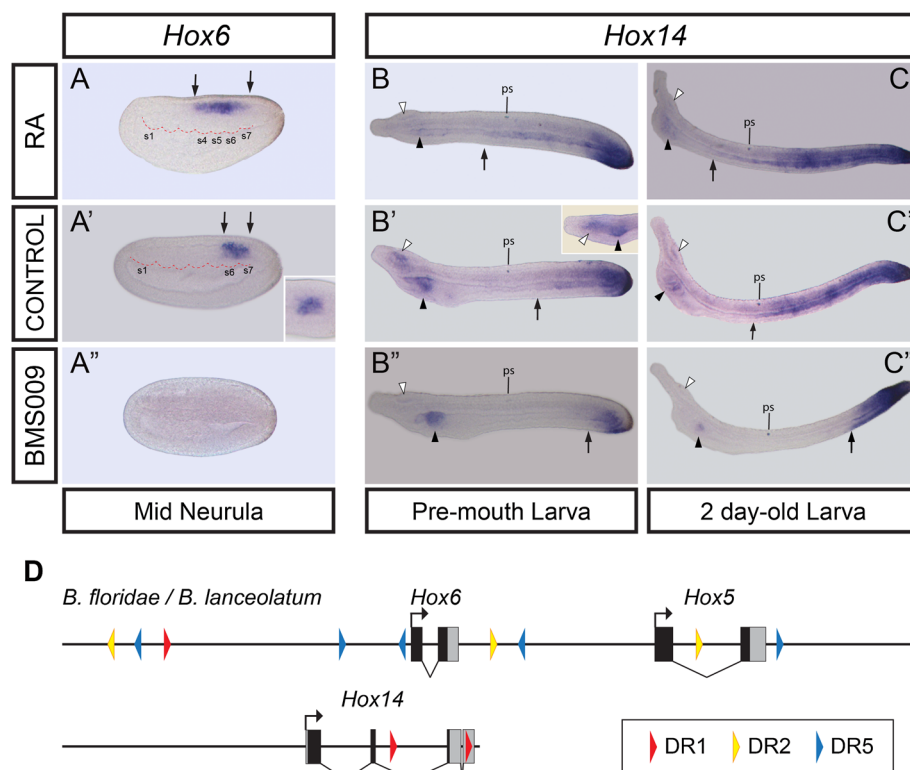 Hox6 Hox14
RA
A B C
ps ps
s1 s4 s5 s6 s7
CONTROL
A' B' C'
ps ps
s1 s6 s7
BMS009
A" B" C'
ps ps
Mid Neurula Pre-mouth Larva 2 day-old Larva
D
B. floridae / B. lanceolatum Hox6 Hox5
Hox14
DR1 DR2 DR5